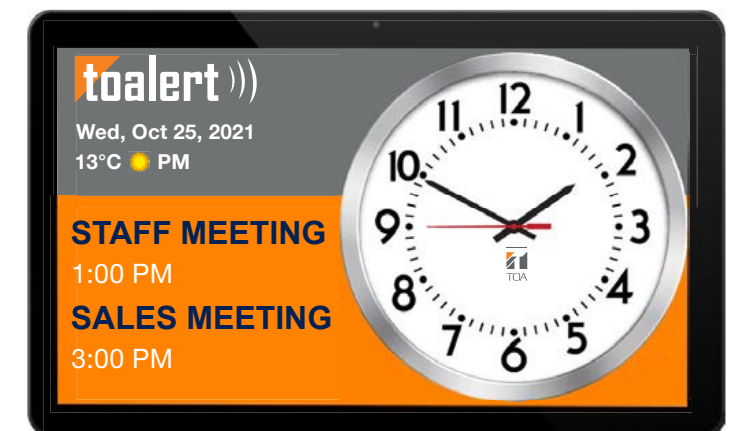 toalert
Wed, Oct 25, 2021
13°C PM
STAFF MEETING
1:00 PM
SALES MEETING
3:00 PM
12
1
2
3
4
5
6
7
8
9
10
11
TOA